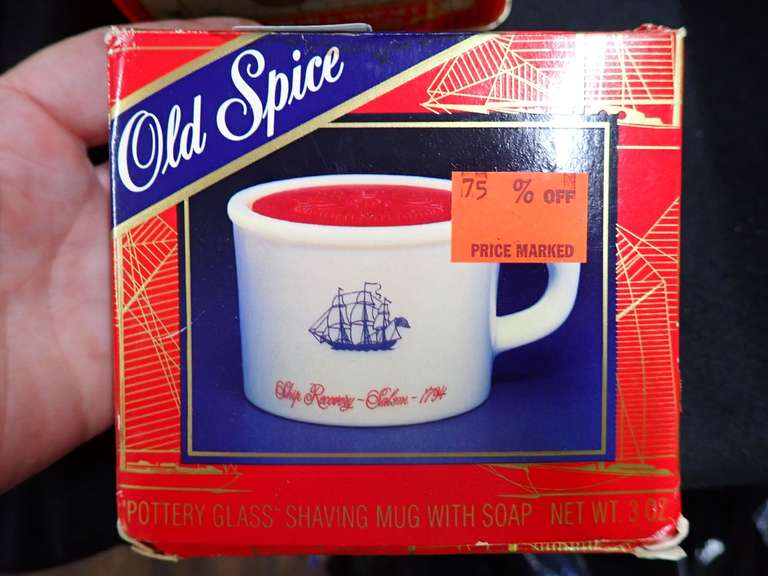 Old Spice
75 % OFF
PRICE MARKED
Ship Recovery - Salem - 1794
"POTTERY GLASS" SHAVING MUG WITH SOAP NET WT. 3 OZ.